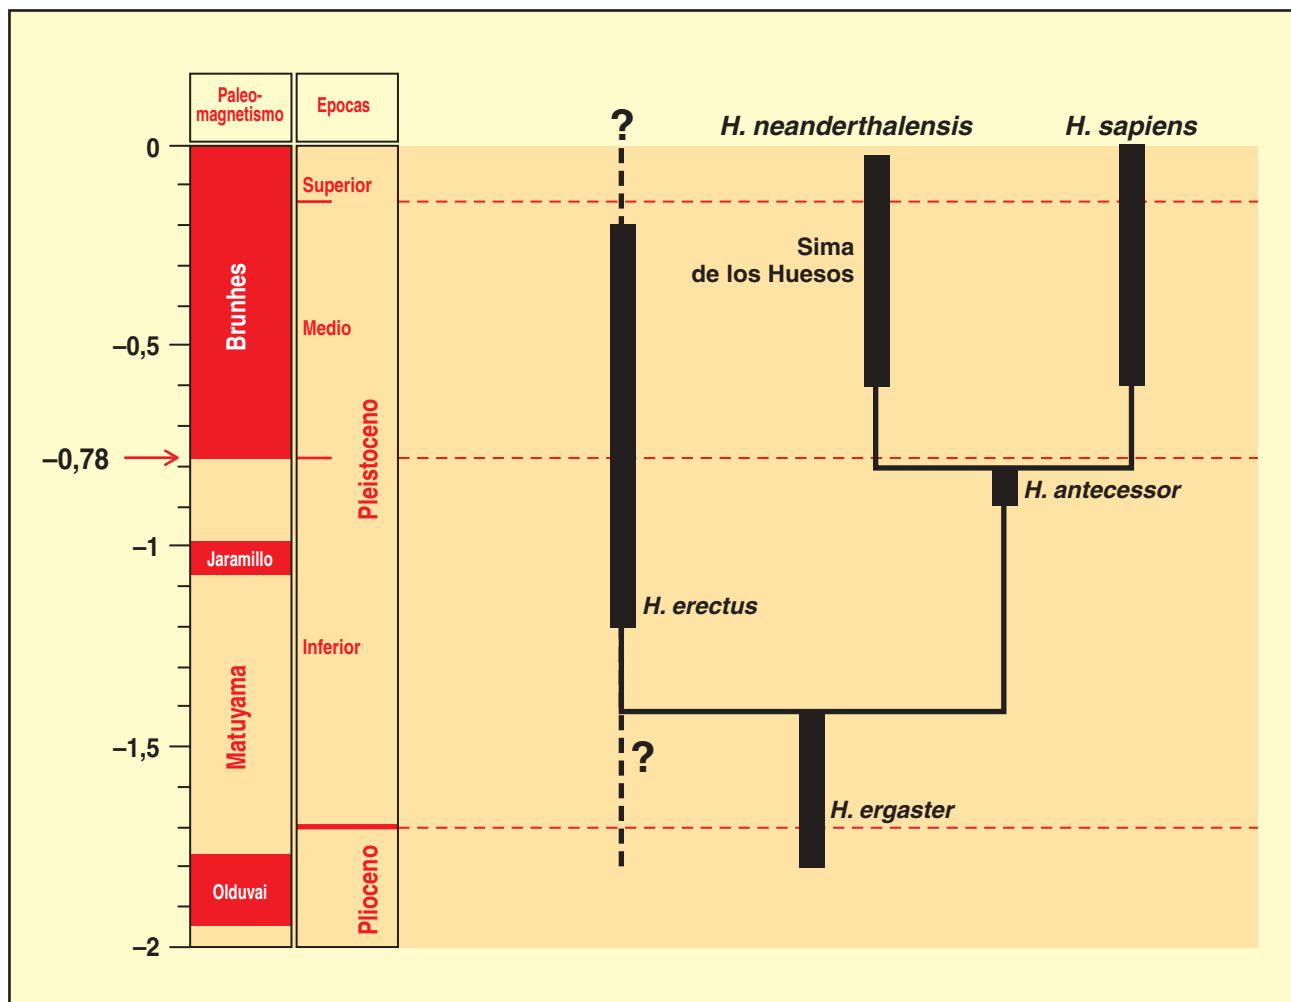 Paleo-
magnetismo
Epocas
?
H. neanderthalensis
H. sapiens
0
Superior
Sima
de los Huesos
Brunhes
Medio
–0,5
Pleistoceno
–0,78
H. antecessor
–1
Jaramillo
H. erectus
Inferior
Matuyama
–1,5
?
H. ergaster
Plioceno
Olduvai
–2